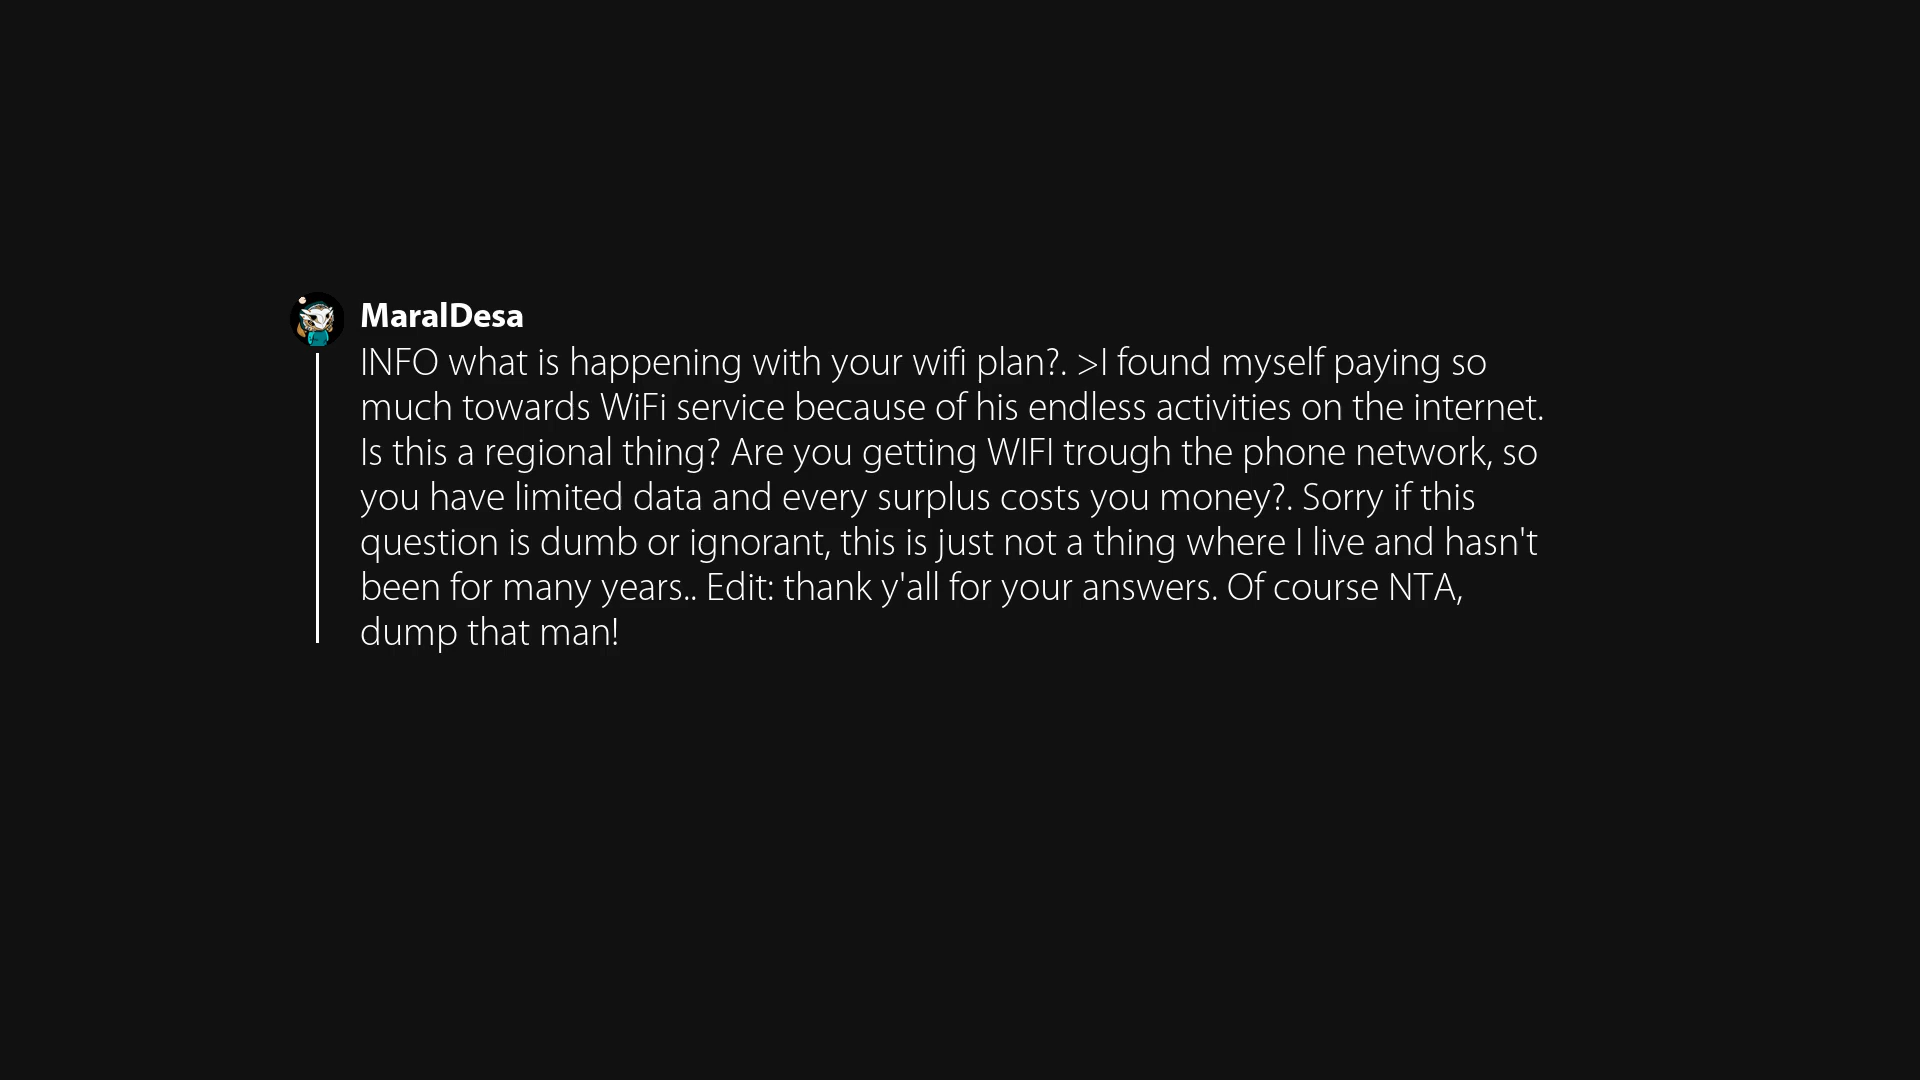 MaralDesa
INFO what is happening with your wifi plan?. >I found myself paying so
much towards WiFi service because of his endless activities on the internet.
Is this a regional thing? Are you getting WIFI trough the phone network, so
you have limited data and every surplus costs you money?. Sorry if this
question is dumb or ignorant, this is just not a thing where I live and hasn't
been for many years.. Edit: thank y'all for your answers. Of course NTA,
dump that man!